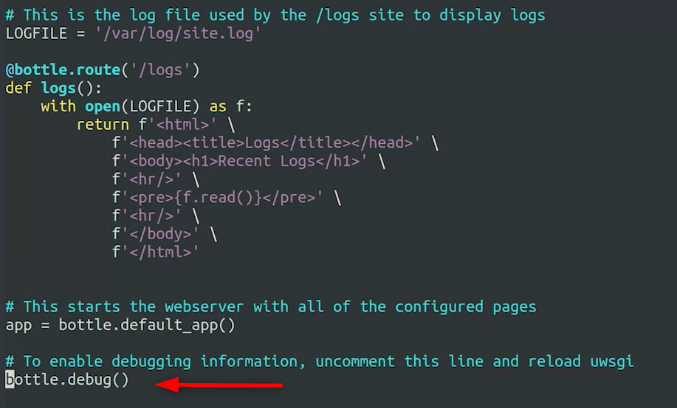 # This is the log file used by the /logs site to display logs
LOGFILE = '/var/log/site.log'
@bottle.route('/logs')
def logs():
    with open(LOGFILE) as f:
        return f'<html>' \
            f'<head><title>Logs</title></head>' \
            f'<body><h1>Recent Logs</h1>' \
            f'<hr/>' \
            f'<pre>{f.read()}</pre>' \
            f'<hr/>' \
            f'</body>' \
            f'</html>'
# This starts the webserver with all of the configured pages
app = bottle.default_app()
# To enable debugging information, uncomment this line and reload uwsgi
bottle.debug()